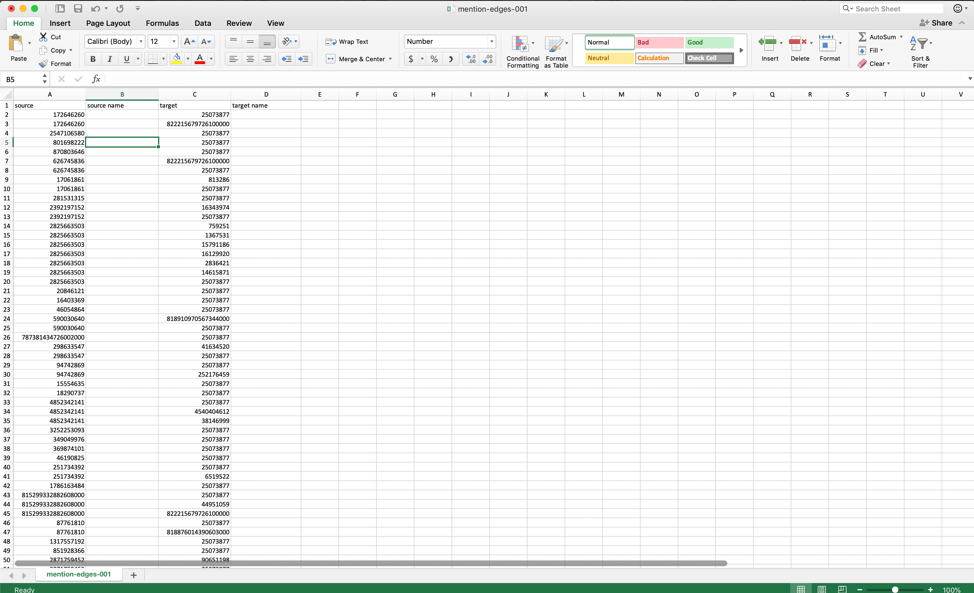 mention-edges-001
Search Sheet
Home Insert Page Layout Formulas Data Review View
Share
Paste
Cut
Copy
Format
Calibri (Body) 12 A A
B I U A
Wrap Text
Merge & Center
Number
$ % )
Conditional Formatting
Format as Table
Normal Bad Good
Neutral Calculation Check Cell
Insert Delete Format
AutoSum
Fill
Clear
Sort & Filter
B5 fx
A B C D E F G H I J K L M N O P Q R S T U V
1 source source name target target name
2 172646260 25073877
3 172646260 822215679726100000
4 2547106580 25073877
5 801698222 25073877
6 870803646 25073877
7 626745836 822215679726100000
8 626745836 25073877
9 17061861 813286
10 17061861 25073877
11 281531315 25073877
12 2392197152 16343974
13 2392197152 25073877
14 2825663503 759251
15 2825663503 1367531
16 2825663503 15791186
17 2825663503 16129920
18 2825663503 2836421
19 2825663503 14615871
20 2825663503 25073877
21 20846121 25073877
22 16403369 25073877
23 46054864 25073877
24 590030640 818910970567344000
25 590030640 25073877
26 787381434726002000 25073877
27 298633547 41634520
28 298633547 25073877
29 94742869 25073877
30 94742869 252176459
31 15554635 25073877
32 18290737 25073877
33 4852342141 25073877
34 4852342141 4540404612
35 4852342141 38146999
36 3252253093 25073877
37 349049976 25073877
38 369874101 25073877
39 46190825 25073877
40 251734392 25073877
41 251734392 6519522
42 1786163484 25073877
43 815299332882608000 25073877
44 815299332882608000 44951059
45 815299332882608000 822215679726100000
46 87761810 25073877
47 87761810 818876014390603000
48 1317557192 25073877
49 851928366 25073877
50 2871759452 90651198
mention-edges-001 +
Ready 100%